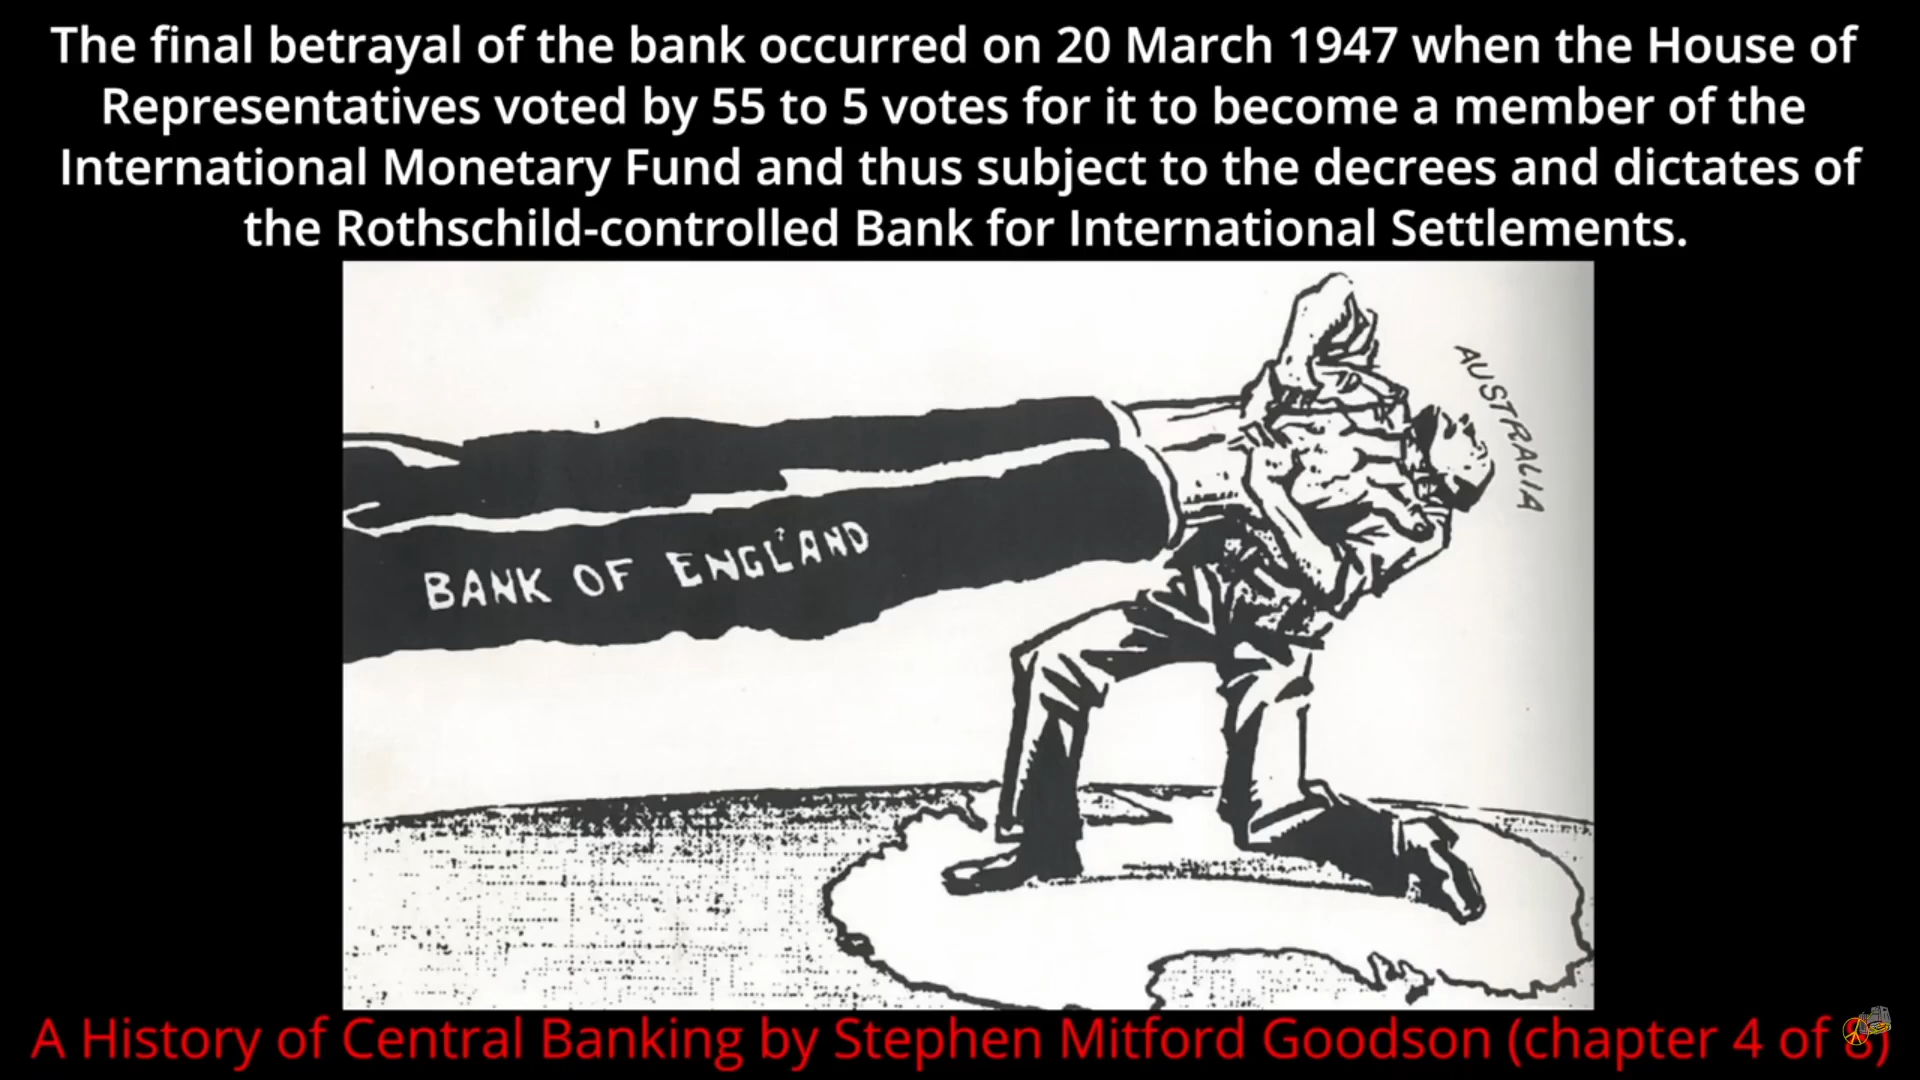 The final betrayal of the bank occurred on 20 March 1947 when the House of
Representatives voted by 55 to 5 votes for it to become a member of the
International Monetary Fund and thus subject to the decrees and dictates of
the Rothschild-controlled Bank for International Settlements.
AUSTRALIA
BANK OF ENGLAND
A History of Central Banking by Stephen Mitford Goodson (chapter 4 of 8)